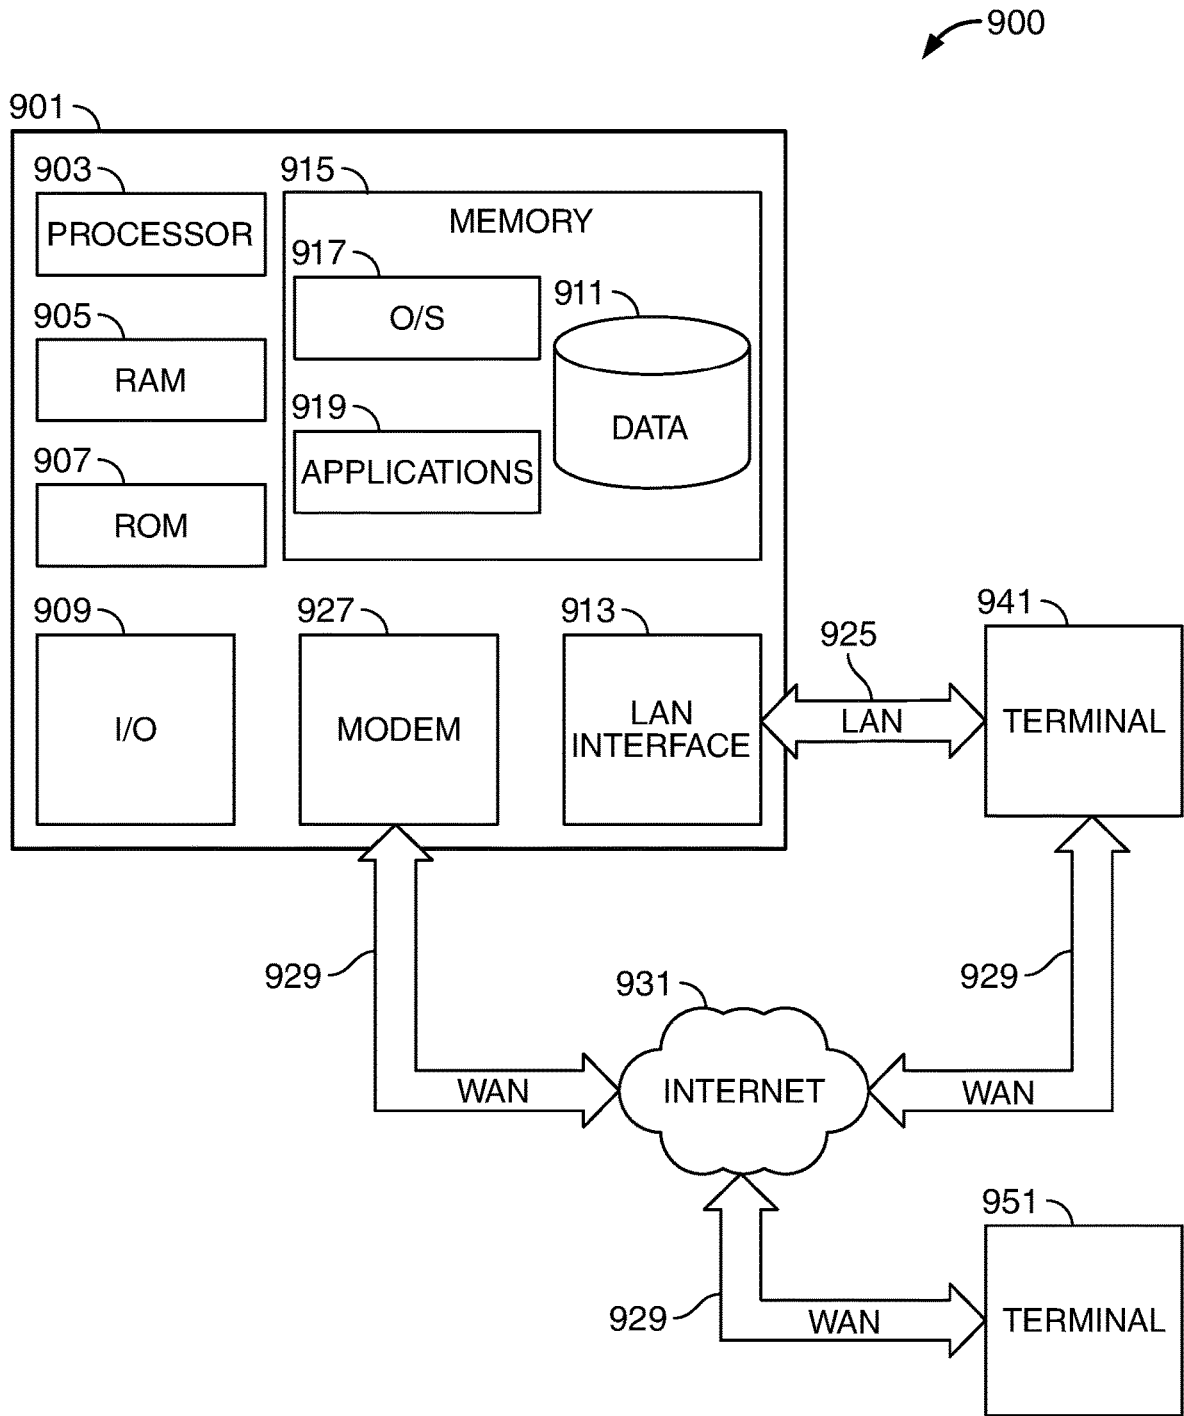 900
901
903
PROCESSOR
905
RAM
907
ROM
915
MEMORY
917
O/S
911
DATA
919
APPLICATIONS
909
I/O
927
MODEM
913
LAN
INTERFACE
925
LAN
941
TERMINAL
929
WAN
931
INTERNET
929
WAN
929
WAN
951
TERMINAL